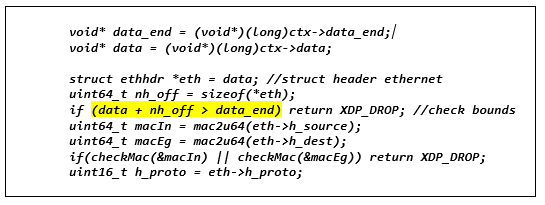 void* data_end = (void*)(long)ctx->data_end;
void* data = (void*)(long)ctx->data;
struct ethhdr *eth = data; //struct header ethernet
uint64_t nh_off = sizeof(*eth);
if (data + nh_off > data_end) return XDP_DROP; //check bounds
uint64_t macIn = mac2u64(eth->h_source);
uint64_t macEg = mac2u64(eth->h_dest);
if(checkMac(&macIn) || checkMac(&macEg)) return XDP_DROP;
uint16_t h_proto = eth->h_proto;